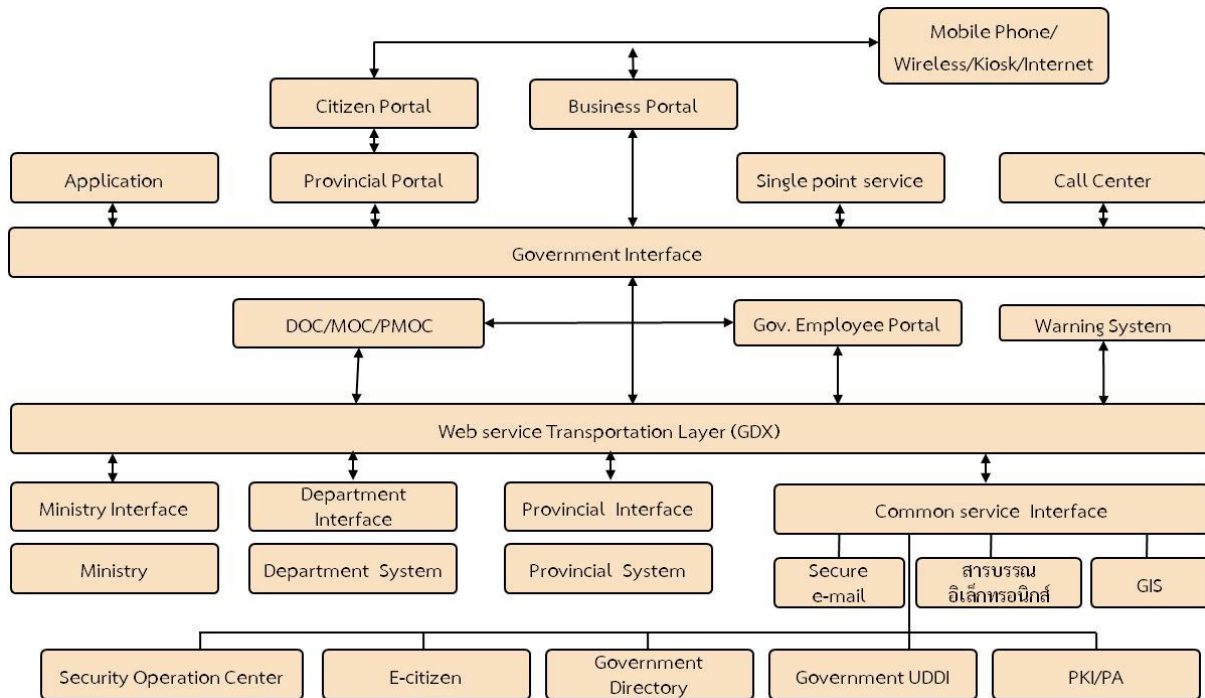 Mobile Phone/
Wireless/Kiosk/Internet
Citizen Portal
Business Portal
Application
Provincial Portal
Single point service
Call Center
Government Interface
DOC/MOC/PMOC
Gov. Employee Portal
Warning System
Web service Transportation Layer (GDX)
Ministry Interface
Department
Interface
Provincial Interface
Common service Interface
Ministry
Department System
Provincial System
Secure
e-mail
สารบรรณ
อิเล็กทรอนิกส์
GIS
Security Operation Center
E-citizen
Government
Directory
Government UDDI
PKI/PA